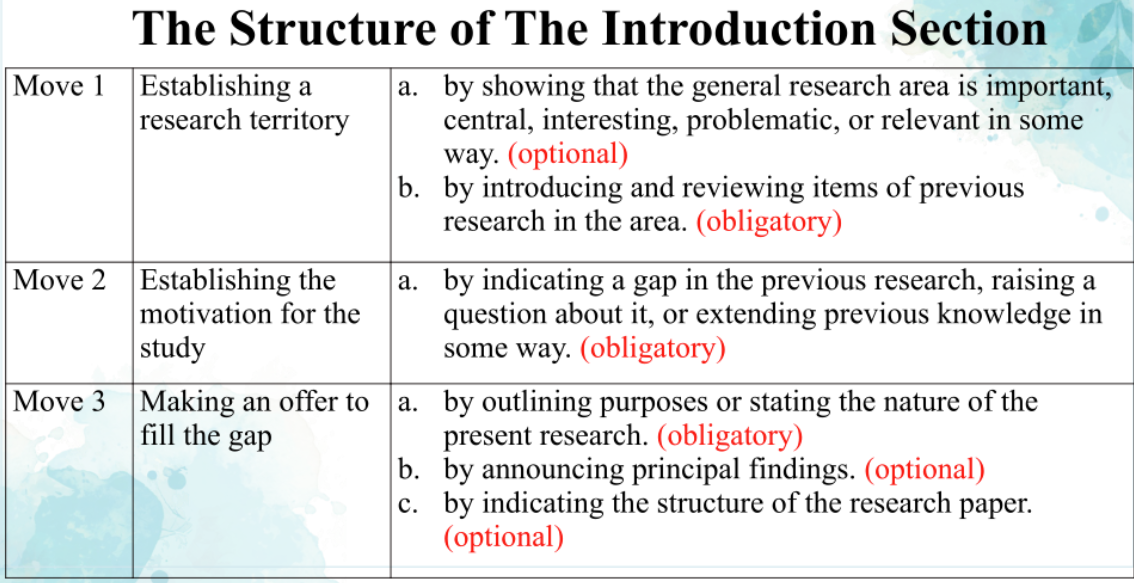 The Structure of The Introduction Section
Move 1
Establishing a
research territory
a. by showing that the general research area is important,
central, interesting, problematic, or relevant in some
way. (optional)
b. by introducing and reviewing items of previous
research in the area. (obligatory)
Move 2
Establishing the
motivation for the
study
a. by indicating a gap in the previous research, raising a
question about it, or extending previous knowledge in
some way. (obligatory)
Move 3
Making an offer to
fill the gap
a. by outlining purposes or stating the nature of the
present research. (obligatory)
b. by announcing principal findings. (optional)
c. by indicating the structure of the research paper.
(optional)